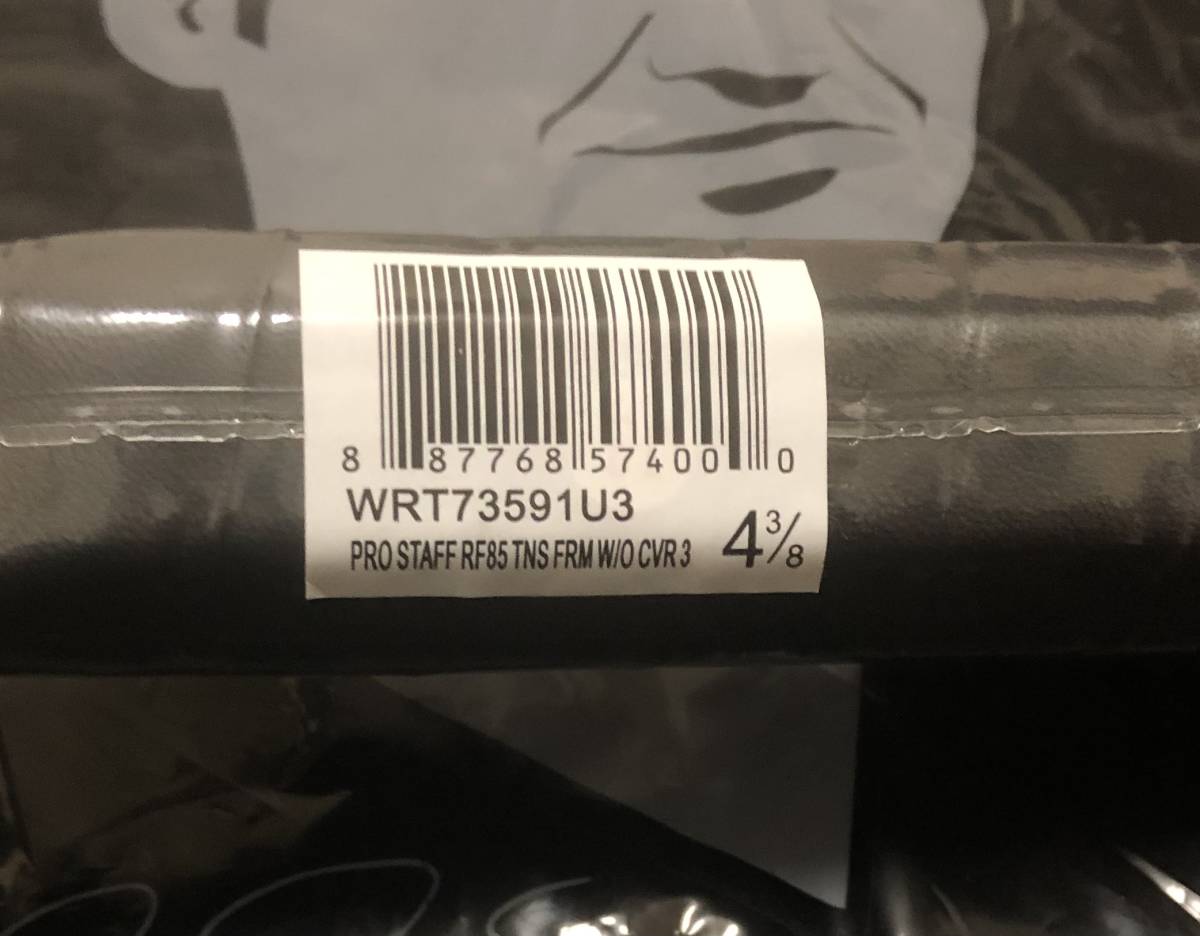 8 87768 57400 0
WRT73591U3
PRO STAFF RF85 TNS FRM W/O CVR 3 4 3/8